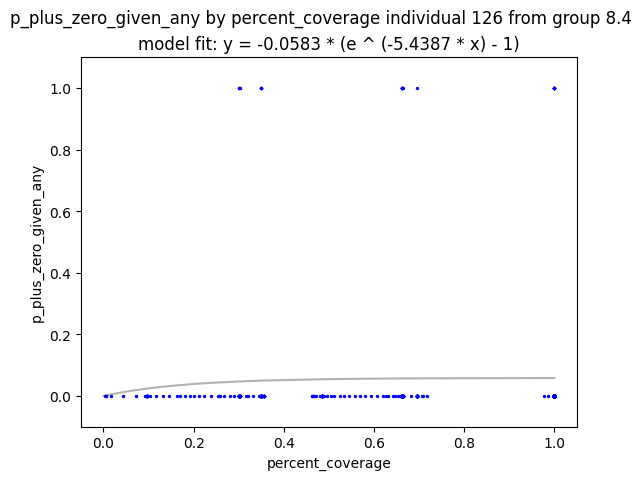 p_plus_zero_given_any by percent_coverage individual 126 from group 8.4
model fit: y = -0.0583 * (e ^ (-5.4387 * x) - 1)
p_plus_zero_given_any
1.0
0.8
0.6
0.4
0.2
0.0
0.0 0.2 0.4 0.6 0.8 1.0
percent_coverage